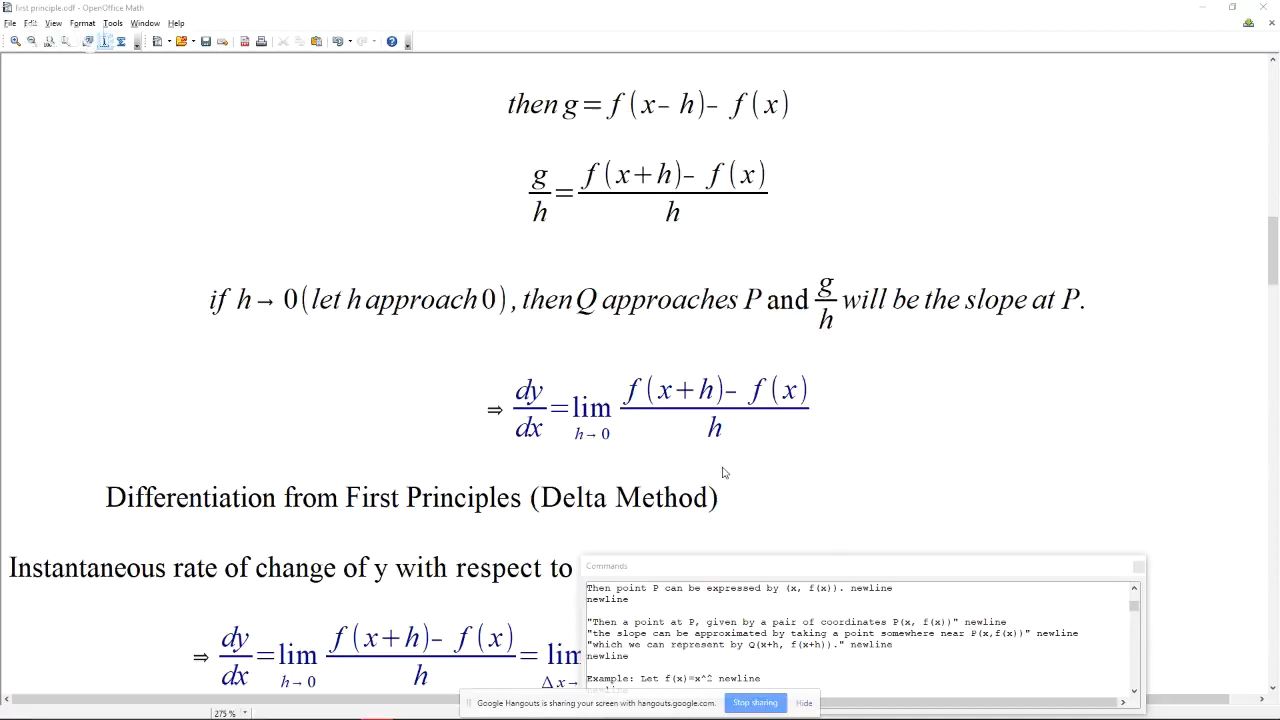 first principle.odf - OpenOffice Math
File Edit View Format Tools Window Help
then g = f(x− h)− f(x)
g/h = (f(x+h)− f(x))/h
if h→ 0(let h approach 0), then Q approaches P and g/h will be the slope at P.
⇒ dy/dx = lim h→0 (f(x+h)− f(x))/h
Differentiation from First Principles (Delta Method)
Instantaneous rate of change of y with respect to
⇒ dy/dx = lim h→0 (f(x+h)− f(x))/h = lim Δx→
Commands
Then point P can be expressed by (x, f(x)). newline
newline
"Then a point at P, given by a pair of coordinates P(x, f(x))" newline
"the slope can be approximated by taking a point somewhere near P(x,f(x))" newline
"which we can represent by Q(x+h, f(x+h))." newline
newline
Example: Let f(x)=x^2 newline
Google Hangouts is sharing your screen with hangouts.google.com. Stop sharing Hide
275 %